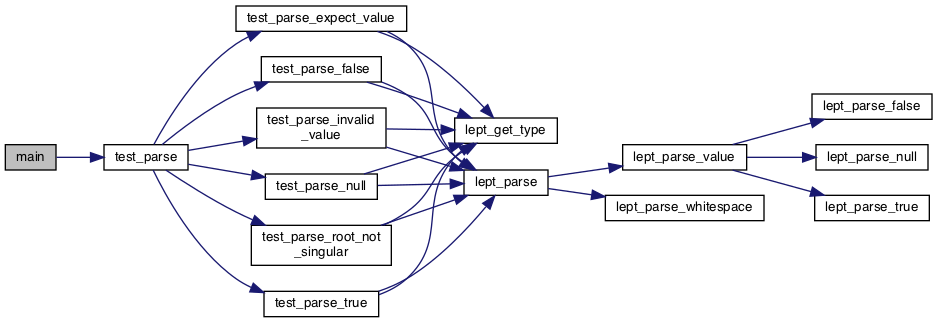 main
test_parse
test_parse_expect_value
test_parse_false
test_parse_invalid
_value
test_parse_null
test_parse_root_not
_singular
test_parse_true
lept_get_type
lept_parse
lept_parse_value
lept_parse_whitespace
lept_parse_false
lept_parse_null
lept_parse_true